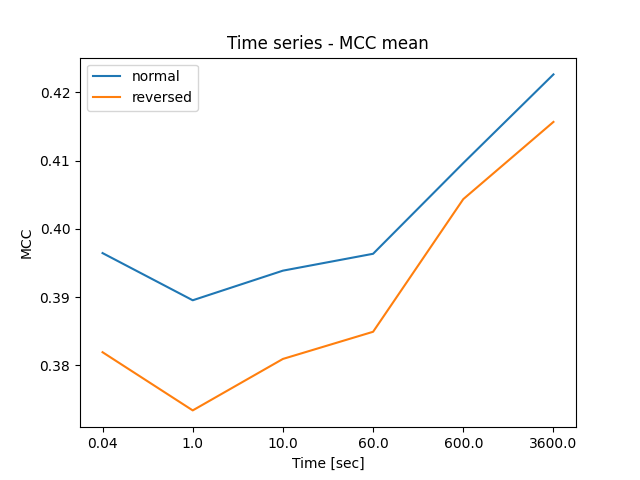 Time series - MCC mean
normal
reversed
0.42
0.41
0.40
0.39
0.38
MCC
0.04 1.0 10.0 60.0 600.0 3600.0
Time [sec]